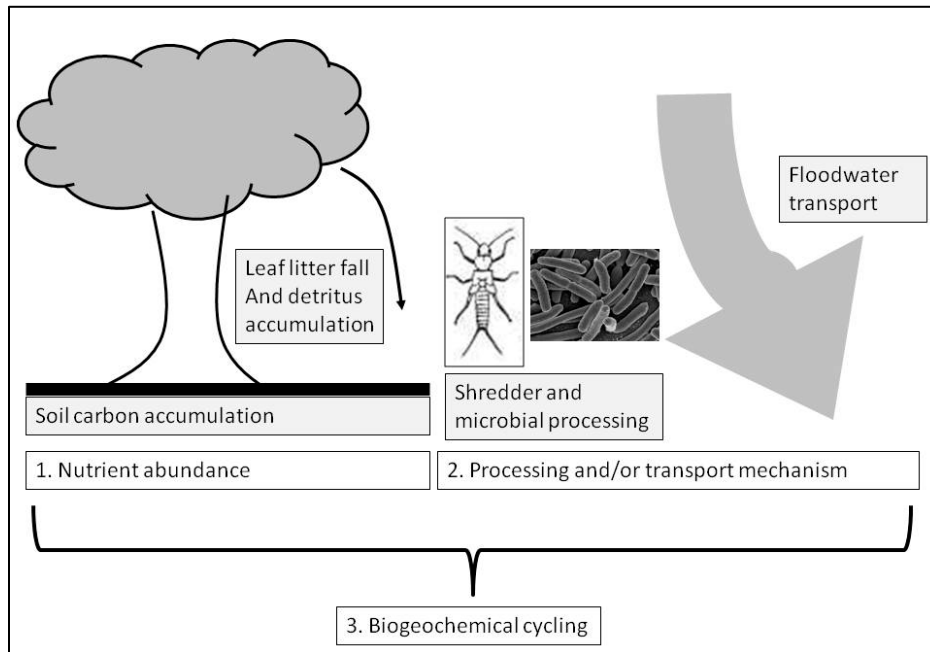 Floodwater
transport
Leaf litter fall
And detritus
accumulation
Soil carbon accumulation
Shredder and
microbial processing
1. Nutrient abundance
2. Processing and/or transport mechanism
3. Biogeochemical cycling